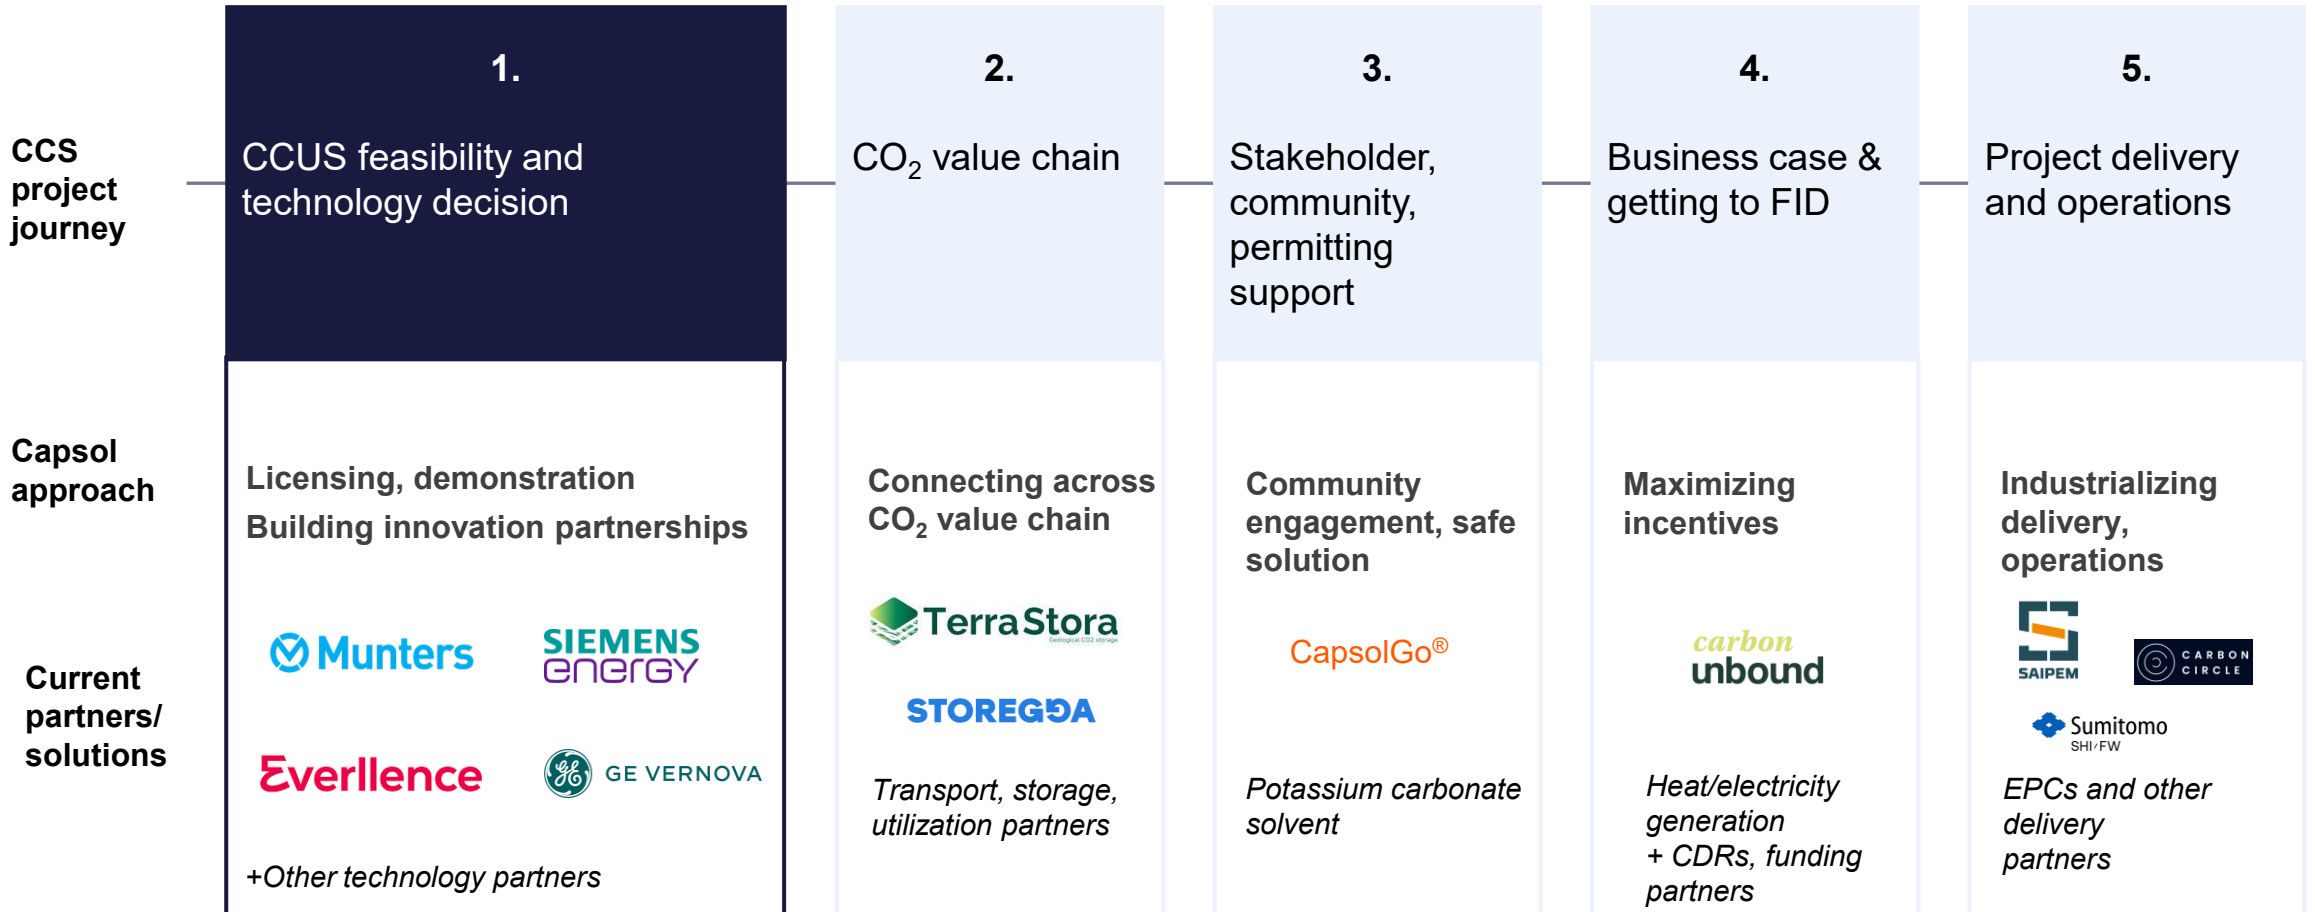 1.
2.
3.
4.
5.
CCS
project
journey
CCUS feasibility and
technology decision
CO₂ value chain
Stakeholder,
community,
permitting
support
Business case &
getting to FID
Project delivery
and operations
Capsol
approach
Licensing, demonstration
Building innovation partnerships
Connecting across
CO₂ value chain
Community
engagement, safe
solution
Maximizing
incentives
Industrializing
delivery,
operations
Current
partners/
solutions
Munters
SIEMENS
energy
Everllence
GE VERNOVA
+Other technology partners
TerraStora
Geological CO2 storage
STOREGGA
Transport, storage,
utilization partners
CapsolGo®
Potassium carbonate
solvent
carbon
unbound
Heat/electricity
generation
+ CDRs, funding
partners
SAIPEM
CARBON
CIRCLE
Sumitomo
SHI/FW
EPCs and other
delivery
partners